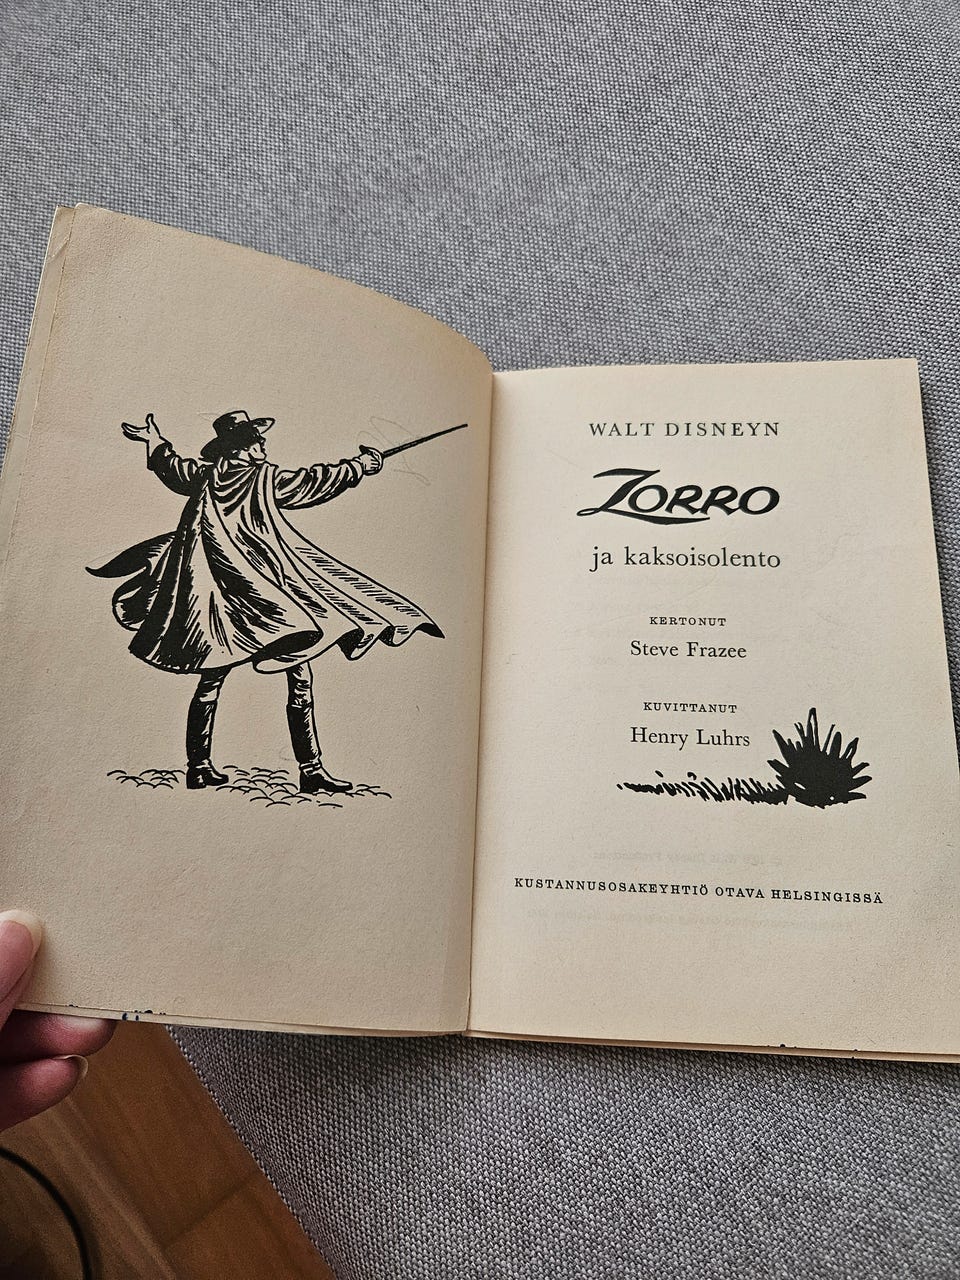 WALT DISNEYN
ZORRO
ja kaksoisolento
KERTONUT
Steve Frazee
KUVITTANUT
Henry Luhrs
KUSTANNUSOSAKEYHTIÖ OTAVA HELSINGISSÄ